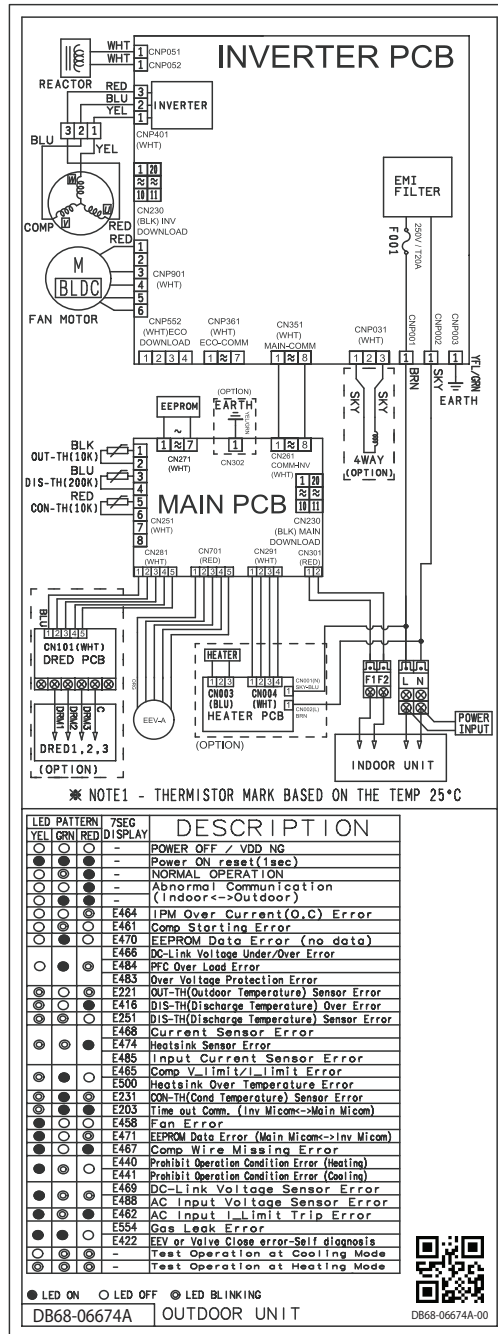 INVERTER PCB
WHT
WHT
1 CNP051
1 CNP052
REACTOR
RED
BLU
YEL
3
2
1
INVERTER
CNP401
(WHT)
3 2 1
BLU
YEL
W
V
U
COMP
RED
1 20
≈ ≈
10 11
CN230
(BLK) INV
DOWNLOAD
RED
M
BLDC
FAN MOTOR
1
2
3
4
5
6
CNP901
(WHT)
EMI
FILTER
F001
250V / T20A
CNP552
(WHT)ECO
DOWNLOAD
1 2 3 4
CNP361
(WHT)
ECO-COMM
1 ≈ 7
CN351
(WHT)
MAIN-COMM
1 ≈ 8
CNP031
(WHT)
1 2 3
CNP001
1
BRN
CNP002
1
SKY
CNP003
1
YEL/GRN
EARTH
SKY
SKY
4WAY
(OPTION)
EEPROM
~
1 ≈ 7
CN271
(WHT)
(OPTION)
EARTH
YEL/GRN
1
CN302
1 ≈ 8
CN261
COMM-INV
(WHT)
BLK
OUT-TH(10K)
BLU
DIS-TH(200K)
RED
CON-TH(10K)
1
2
3
4
5
6
7
8
CN251
(WHT)
MAIN PCB
1 20
≈ ≈
10 11
CN230
(BLK) MAIN
DOWNLOAD
CN281
(WHT)
1 2 3 4 5
CN701
(RED)
1 2 3 4 5
CN291
(WHT)
1 2 3 4
CN301
(RED)
1 2
BLU
1 2 3 4 5
CN101(WHT)
DRED PCB
DRM1
DRM2
DRM3
C
DRED1,2,3
(OPTION)
ORG
EEV-A
HEATER
1 2 3
CN003
(BLU)
1 2 3 4
CN004
(WHT)
HEATER PCB
1
CN001(N)
SKY-BLU
1
CN002(L)
BRN
(OPTION)
F1 F2
L N
POWER
INPUT
INDOOR UNIT
※ NOTE1 - THERMISTOR MARK BASED ON THE TEMP 25°C
LED PATTERN 7SEG DISPLAY DESCRIPTION
YEL GRN RED
○ ○ ○ - POWER OFF / VDD NG
● ● ● - Power ON reset(1sec)
○ ◎ ● - NORMAL OPERATION
○ ○ ● - Abnormal Communication
○ ● ● - (Indoor<->Outdoor)
○ ○ ◎ E464 IPM Over Current(O.C) Error
○ ◎ ○ E461 Comp Starting Error
○ ● ○ E470 EEPROM Data Error (no data)
○ ● ◎ E466 DC-Link Voltage Under/Over Error
E484 PFC Over Load Error
E483 Over Voltage Protection Error
◎ ○ ◎ E221 OUT-TH(Outdoor Temperature) Sensor Error
◎ ○ ● E416 DIS-TH(Discharge Temperature) Over Error
◎ ◎ ○ E251 DIS-TH(Discharge Temperature) Sensor Error
◎ ◎ ● E468 Current Sensor Error
E474 Heatsink Sensor Error
E485 Input Current Sensor Error
◎ ● ○ E465 Comp V_limit/I_limit Error
E500 Heatsink Over Temperature Error
◎ ● ◎ E231 CON-TH(Cond Temperature) Sensor Error
◎ ● ● E203 Time out Comm. (Inv Micom<->Main Micom)
● ○ ○ E458 Fan Error
● ○ ◎ E471 EEPROM Data Error (Main Micom<->Inv Micom)
● ○ ● E467 Comp Wire Missing Error
● ◎ ○ E440 Prohibit Operation Condition Error (Heating)
E441 Prohibit Operation Condition Error (Cooling)
● ◎ ◎ E469 DC-Link Voltage Sensor Error
E488 AC Input Voltage Sensor Error
● ◎ ● E462 AC Input I_Limit Trip Error
● ● ○ E554 Gas Leak Error
E422 EEV or Valve Close error-Self diagnosis
○ ◎ ◎ - Test Operation at Cooling Mode
◎ ◎ ◎ - Test Operation at Heating Mode
● LED ON ○ LED OFF ◎ LED BLINKING
DB68-06674A OUTDOOR UNIT
DB68-06674A-00